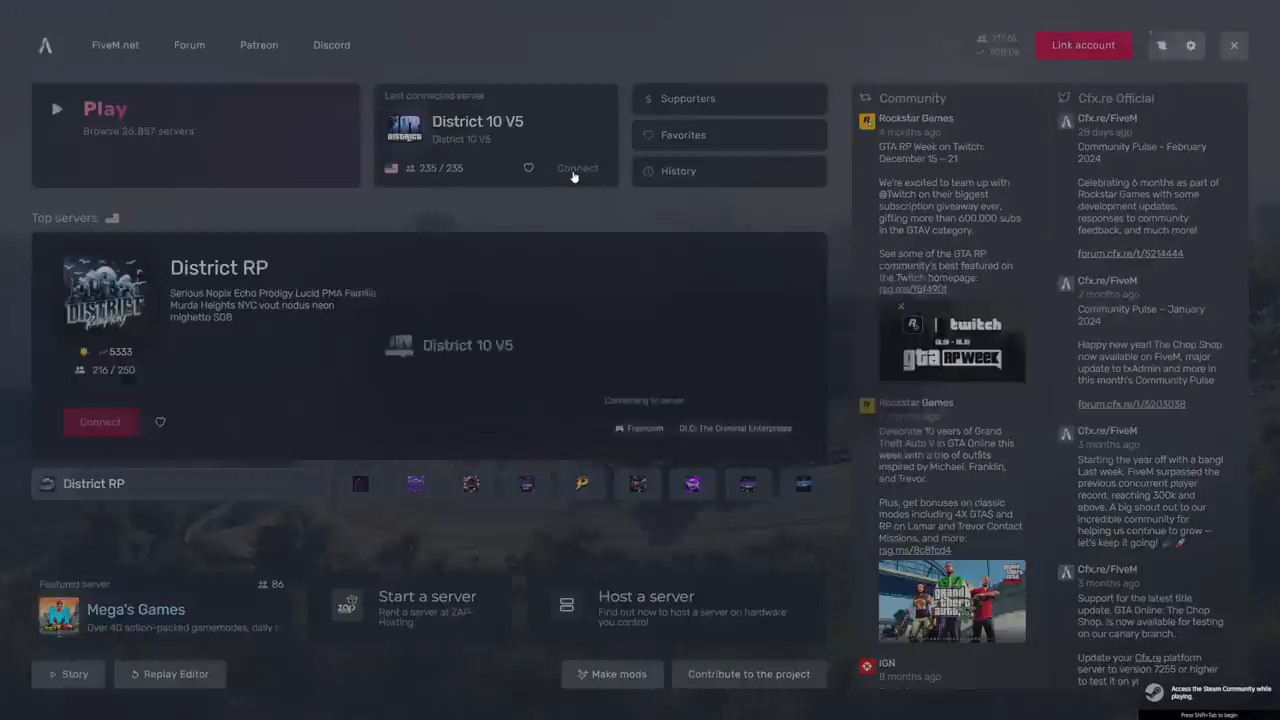 FiveM.net
Forum
Patreon
Discord
Link account
Play
Browse 26,857 servers
Last connected server
District 10 V5
District 10 V5
235 / 235
Connect
Supporters
Favorites
History
Top servers
District RP
Serious Nopix Echo Prodigy Lucid PMA Familia
Murda Heights NYC vout nodus neon
mighetto SOB
DISTRICT
5333
216 / 250
Connect
District 10 V5
Connecting to server
Freeroam
DLC: The Criminal Enterprises
District RP
Featured server
86
Mega's Games
Over 40 action-packed gamemodes, daily c
ZAP
Start a server
Rent a server at ZAP-
Hosting
Host a server
Find out how to host a server on hardware
you control
Story
Replay Editor
Make mods
Contribute to the project
Community
Rockstar Games
4 months ago
GTA RP Week on Twitch:
December 15 – 21
We're excited to team up with
@Twitch on their biggest
subscription giveaway ever,
gifting more than 600,000 subs
in the GTAV category.
See some of the GTA RP
community's best featured on
the Twitch homepage:
rsg.ms/f5f490f
twitch
gta RP WEEK
Rockstar Games
Celebrate 10 years of Grand
Theft Auto V in GTA Online this
week with a trio of outfits
inspired by Michael, Franklin,
and Trevor.
Plus, get bonuses on classic
modes including 4X GTA$ and
RP on Lamar and Trevor Contact
Missions, and more:
rsg.ms/8c8fcd4
grand
theft
auto
IGN
8 months ago
Cfx.re Official
Cfx.re/FiveM
28 days ago
Community Pulse - February
2024
Celebrating 6 months as part of
Rockstar Games with some
development updates,
responses to community
feedback, and much more!
forum.cfx.re/t/5214444
Cfx.re/FiveM
2 months ago
Community Pulse – January
2024
Happy new year! The Chop Shop
now available on FiveM, major
update to txAdmin and more in
this month's Community Pulse
forum.cfx.re/t/5203038
Cfx.re/FiveM
3 months ago
Starting the year off with a bang!
Last week, FiveM surpassed the
previous concurrent player
record, reaching 300k and
above. A big shout out to our
incredible community for
helping us continue to grow —
let's keep it going!
Cfx.re/FiveM
3 months ago
Support for the latest title
update, GTA Online: The Chop
Shop, is now available for testing
on our canary branch.
Update your Cfx.re platform
server to version 7255 or higher
to test it on
Access the Steam Community while
playing.
Press Shift+Tab to begin